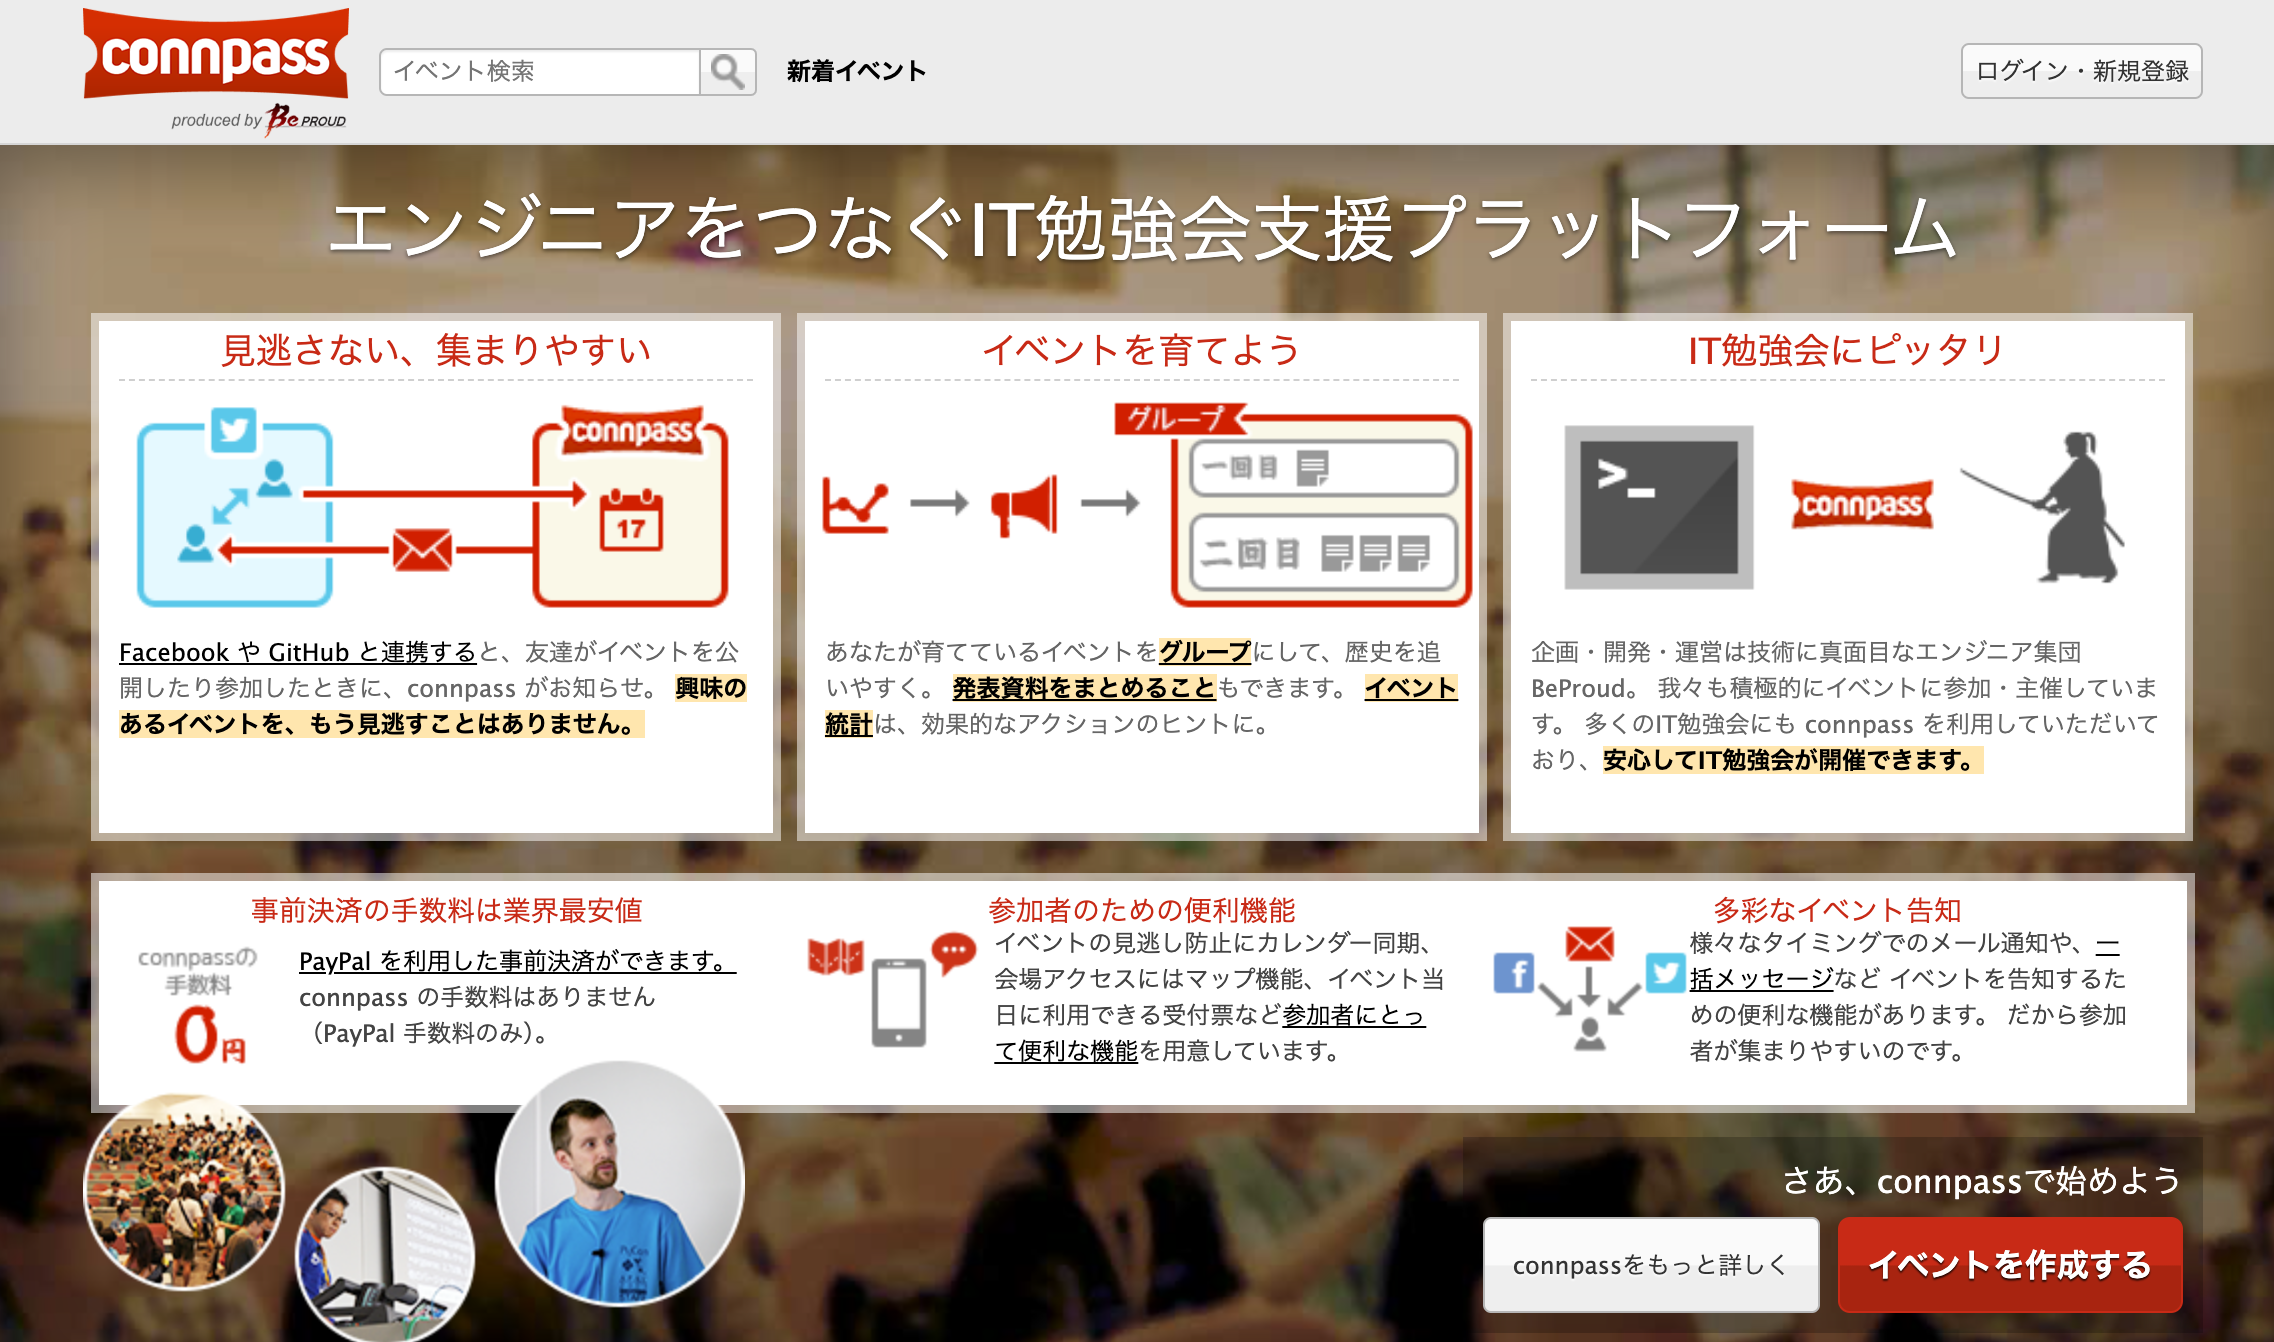 connpass
produced by Be PROUD
イベント検索
新着イベント
ログイン・新規登録
エンジニアをつなぐIT勉強会支援プラットフォーム
見逃さない、集まりやすい
connpass
17
Facebook や GitHub と連携すると、友達がイベントを公
開したり参加したときに、connpass がお知らせ。 興味の
あるイベントを、もう見逃すことはありません。
イベントを育てよう
グループ
一回目
二回目
あなたが育てているイベントをグループにして、歴史を追
いやすく。 発表資料をまとめることもできます。 イベント
統計は、効果的なアクションのヒントに。
IT勉強会にピッタリ
>_
connpass
企画・開発・運営は技術に真面目なエンジニア集団
BeProud。 我々も積極的にイベントに参加・主催していま
す。 多くのIT勉強会にも connpass を利用していただいて
おり、安心してIT勉強会が開催できます。
事前決済の手数料は業界最安値
connpassの
手数料
0円
PayPal を利用した事前決済ができます。
connpass の手数料はありません
（PayPal 手数料のみ）。
参加者のための便利機能
イベントの見逃し防止にカレンダー同期、
会場アクセスにはマップ機能、イベント当
日に利用できる受付票など参加者にとっ
て便利な機能を用意しています。
多彩なイベント告知
f
様々なタイミングでのメール通知や、一
括メッセージなど イベントを告知するた
めの便利な機能があります。 だから参加
者が集まりやすいのです。
さあ、connpassで始めよう
connpassをもっと詳しく
イベントを作成する